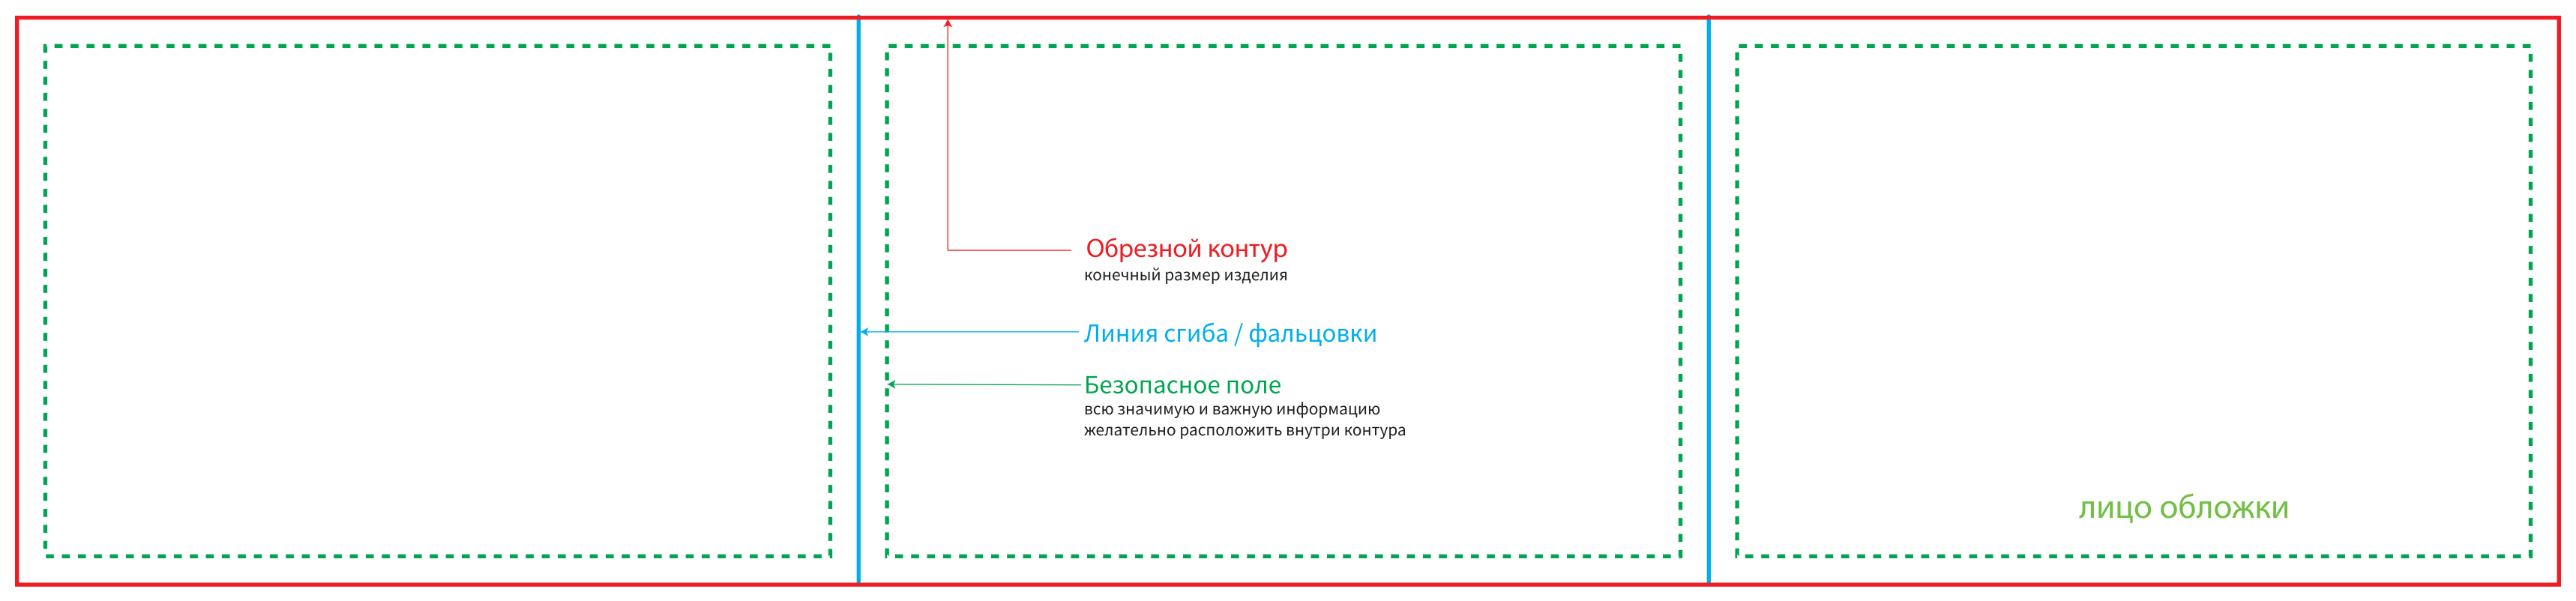 Обрезной контур
конечный размер изделия
Линия сгиба / фальцовки
Безопасное поле
всю значимую и важную информацию
желательно расположить внутри контура
лицо обложки